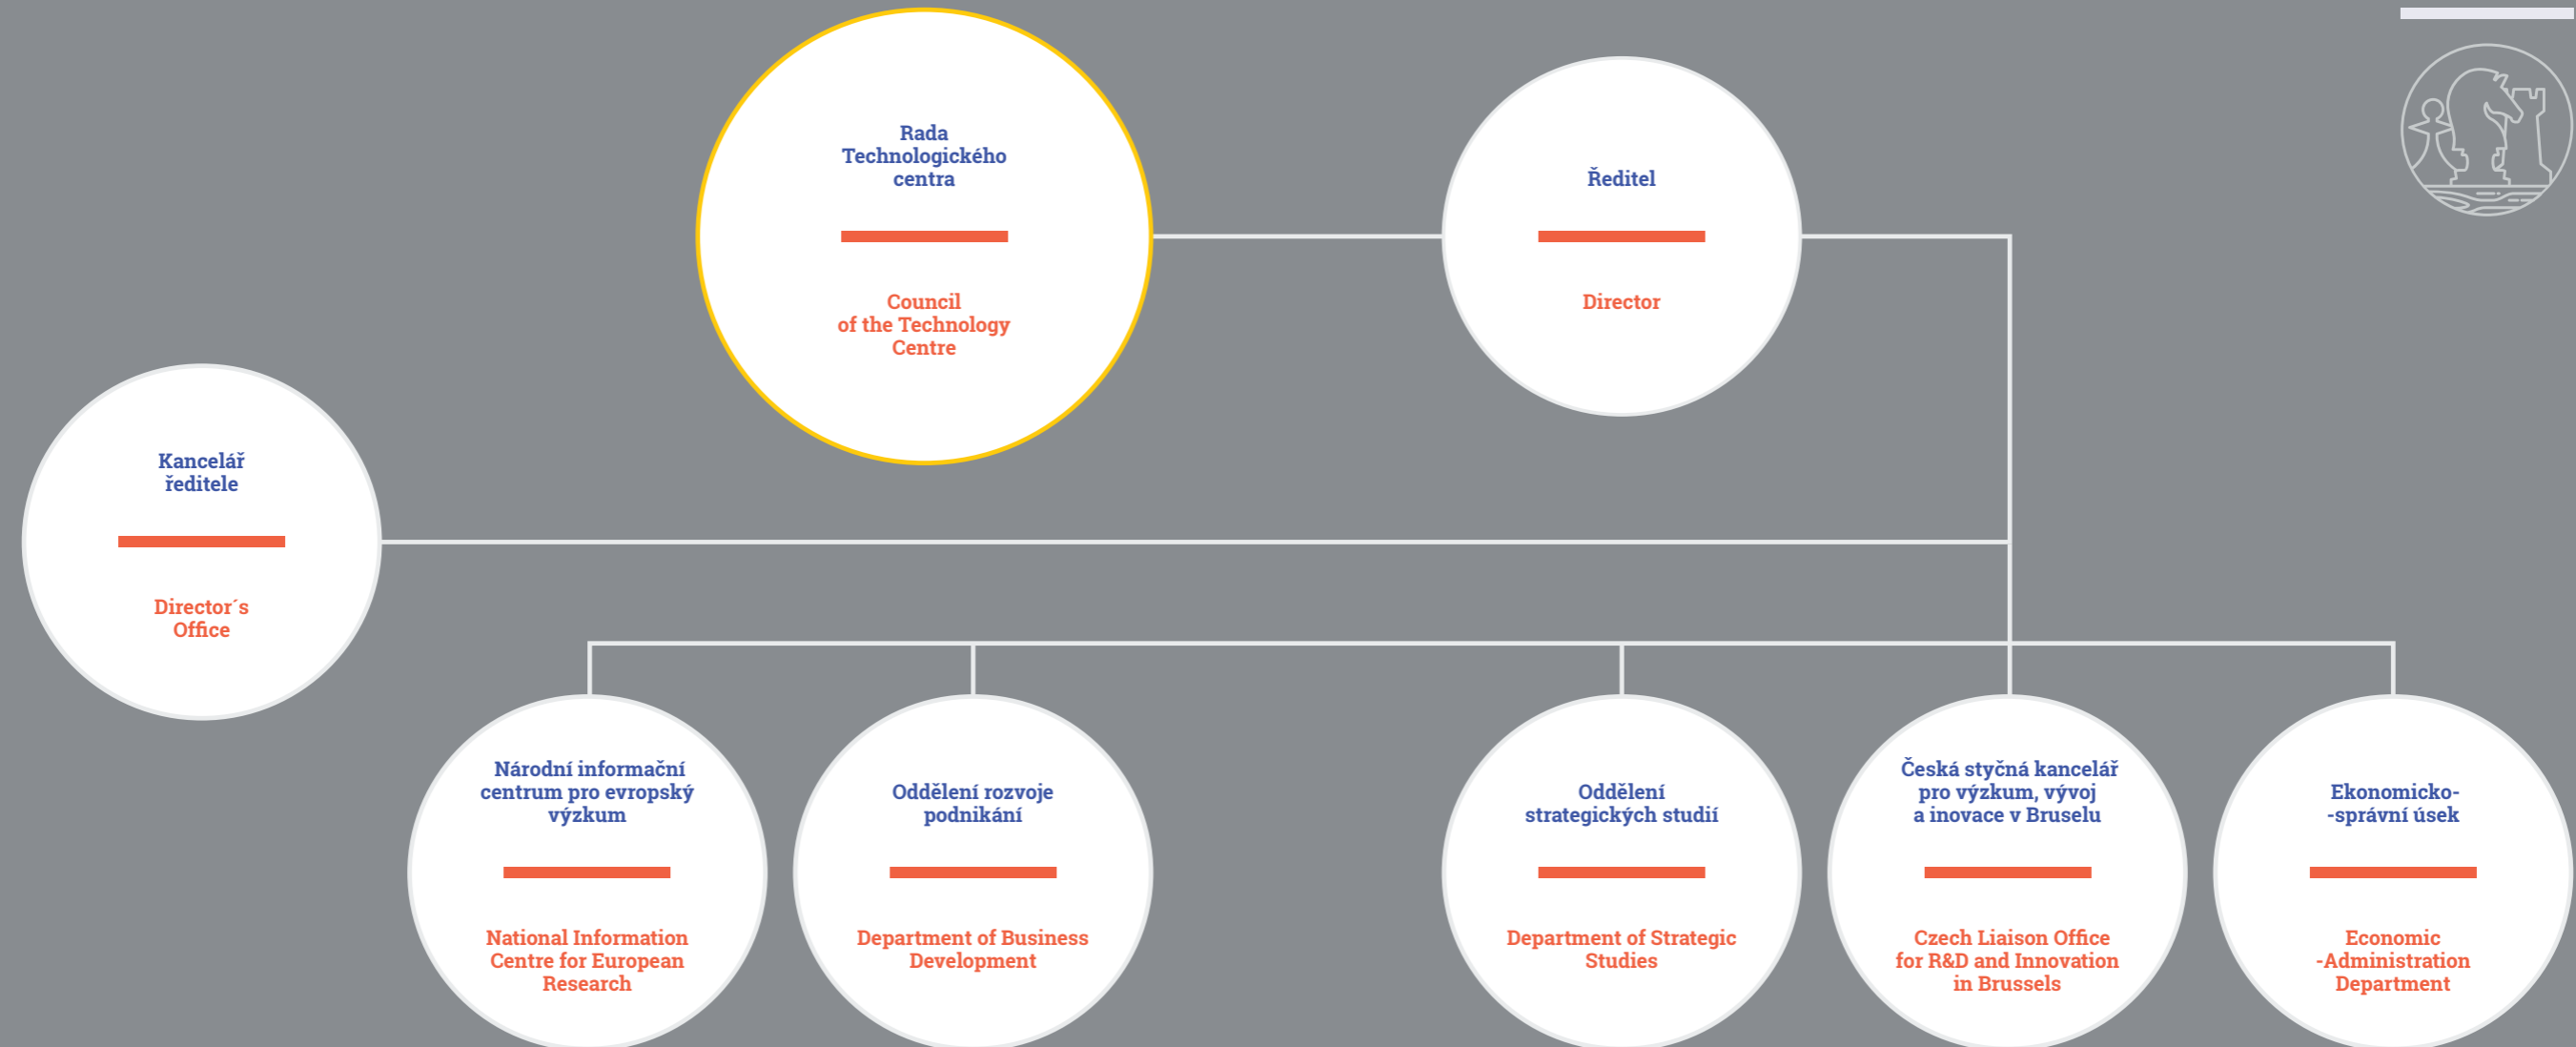 Rada
Technologického
centra
Council
of the Technology
Centre
Ředitel
Director
Kancelář
ředitele
Director´s
Office
Národní informační
centrum pro evropský
výzkum
National Information
Centre for European
Research
Oddělení rozvoje
podnikání
Department of Business
Development
Oddělení
strategických studií
Department of Strategic
Studies
Česká styčná kancelář
pro výzkum, vývoj
a inovace v Bruselu
Czech Liaison Office
for R&D and Innovation
in Brussels
Ekonomicko-
-správní úsek
Economic
-Administration
Department